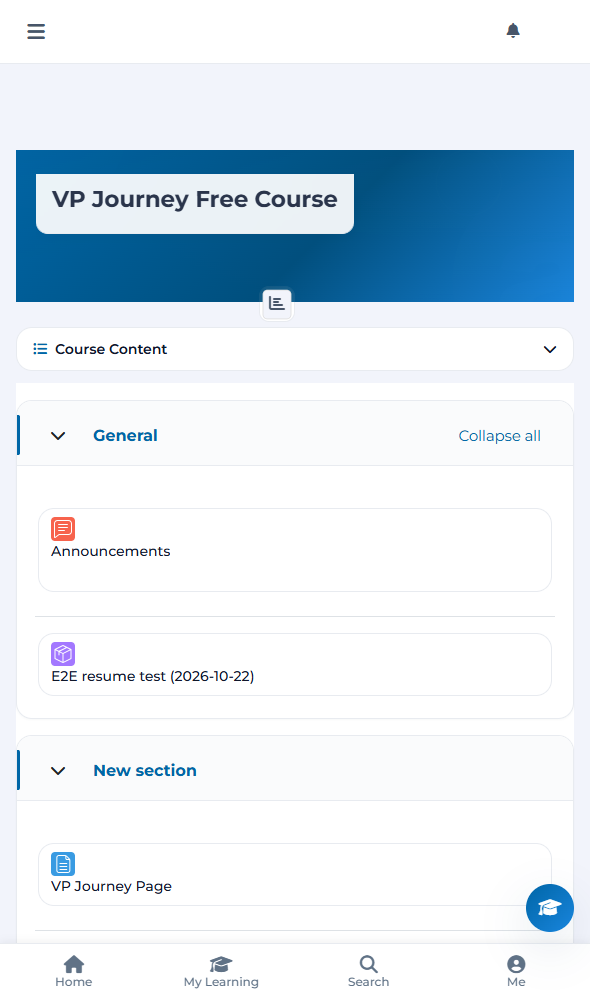 VP Journey Free Course
Course Content
General
Collapse all
Announcements
E2E resume test (2026-10-22)
New section
VP Journey Page
Home
My Learning
Search
Me